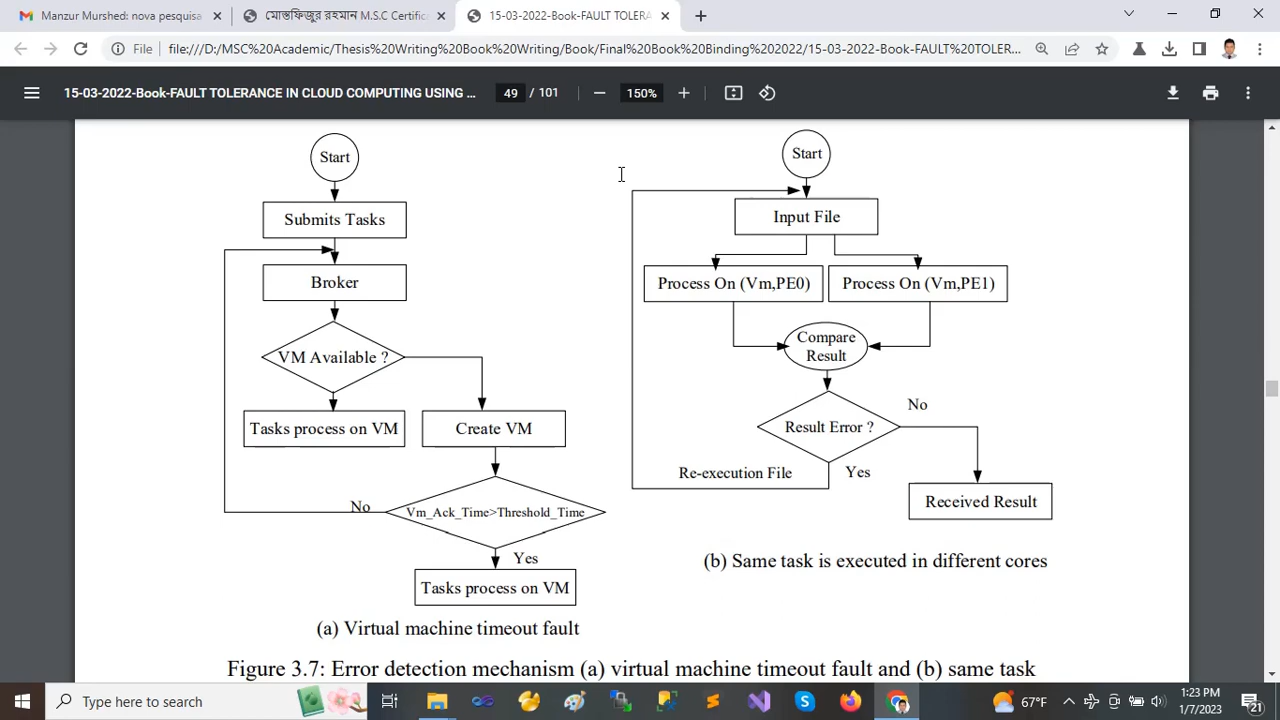 Manzur Murshed: nova pesquisa
মোস্তফিজুর রহমান M.S.C Certific
15-03-2022-Book-FAULT TOLERA
File
file:///D:/MSC%20Academic/Thesis%20Writing%20Book%20Writing/Book/Final%20Book%20Binding%202022/15-03-2022-Book-FAULT%20TOLER...
15-03-2022-Book-FAULT TOLERANCE IN CLOUD COMPUTING USING ...
49 / 101
150%
Start
Submits Tasks
Broker
VM Available ?
Tasks process on VM
Create VM
No
Vm_Ack_Time>Threshold_Time
Yes
Tasks process on VM
(a) Virtual machine timeout fault
Start
Input File
Process On (Vm,PE0)
Process On (Vm,PE1)
Compare
Result
No
Result Error ?
Re-execution File
Yes
Received Result
(b) Same task is executed in different cores
Figure 3.7: Error detection mechanism (a) virtual machine timeout fault and (b) same task
Type here to search
67°F
1:23 PM
1/7/2023
21